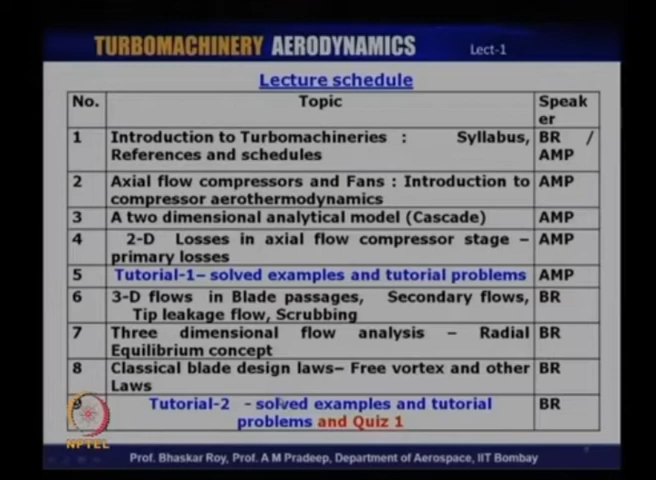 TURBOMACHINERY AERODYNAMICS Lect-1
Lecture schedule
No. Topic Speak
er
1 Introduction to Turbomachineries : Syllabus, BR /
References and schedules AMP
2 Axial flow compressors and Fans : Introduction to AMP
compressor aerothermodynamics
3 A two dimensional analytical model (Cascade) AMP
4 2-D Losses in axial flow compressor stage – AMP
primary losses
5 Tutorial-1– solved examples and tutorial problems AMP
6 3-D flows in Blade passages, Secondary flows, BR
Tip leakage flow, Scrubbing
7 Three dimensional flow analysis – Radial BR
Equilibrium concept
8 Classical blade design laws– Free vortex and other BR
Laws
9 Tutorial-2 - solved examples and tutorial BR
problems and Quiz 1
NPTEL
Prof. Bhaskar Roy, Prof. A M Pradeep, Department of Aerospace, IIT Bombay